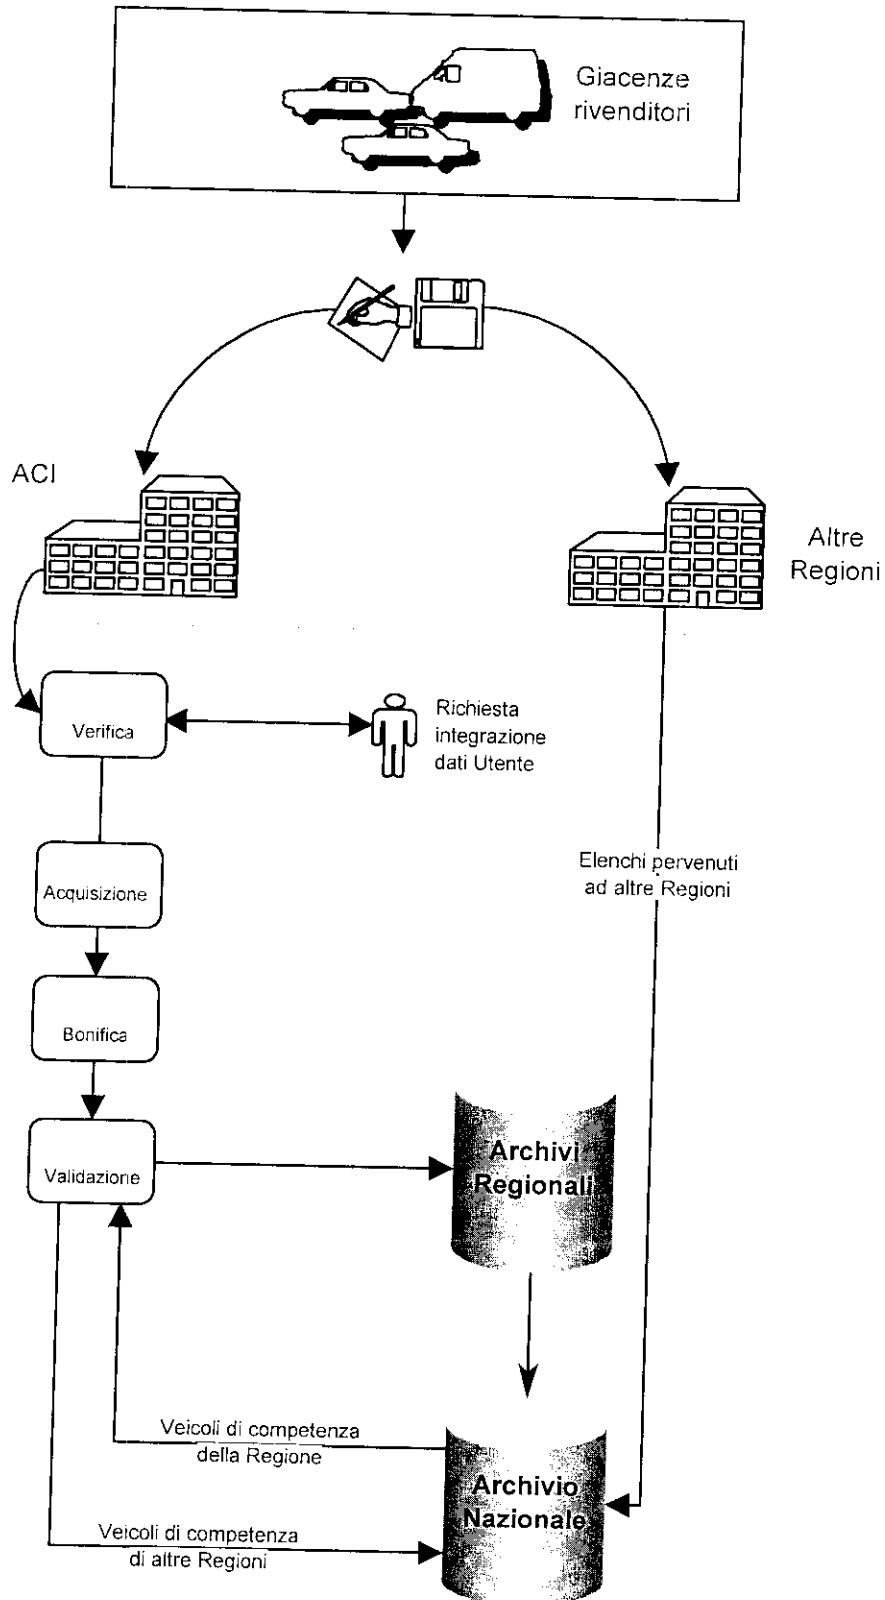 Giacenze
rivenditori
ACI
Altre
Regioni
Verifica
Richiesta
integrazione
dati Utente
Acquisizione
Elenchi pervenuti
ad altre Regioni
Bonifica
Validazione
Archivi
Regionali
Veicoli di competenza
della Regione
Archivio
Nazionale
Veicoli di competenza
di altre Regioni